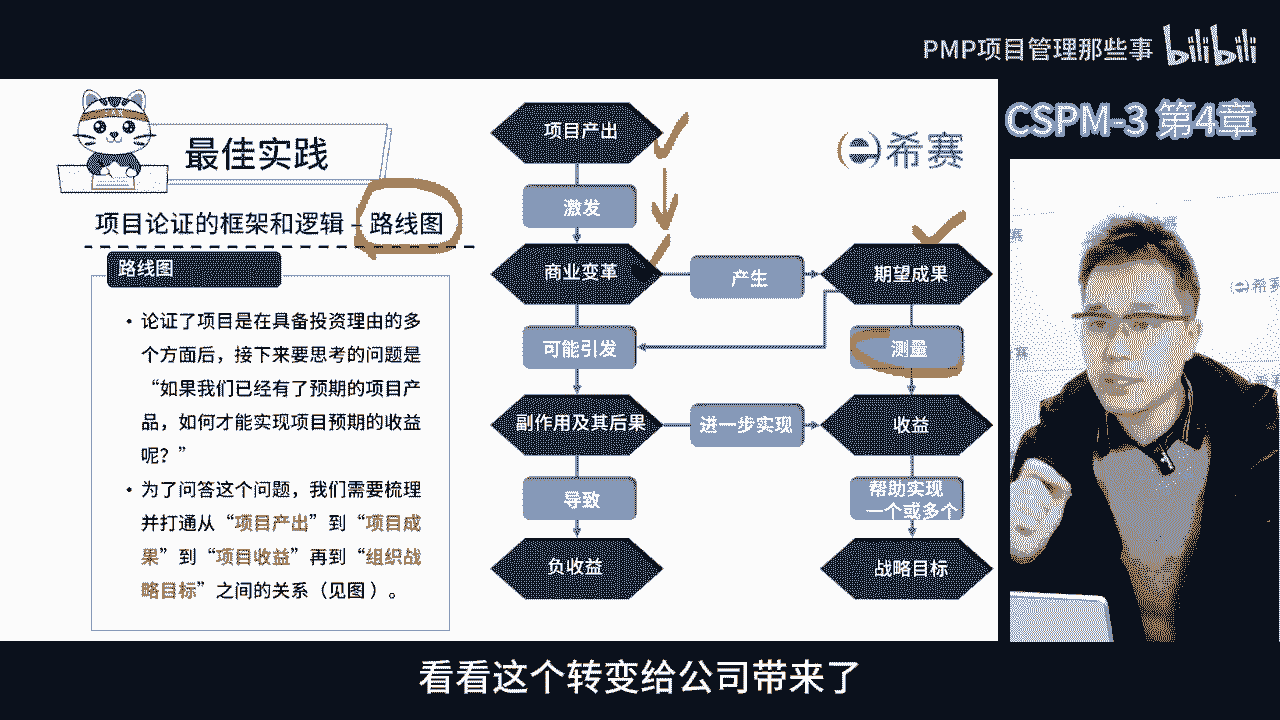 PMP项目管理那些事 bilibili
CSPM-3 第4章
最佳实践
希赛
项目论证的框架和逻辑 – 路线图
路线图
• 论证了项目是在具备投资理由的多
个方面后，接下来要思考的问题是
“如果我们已经有了预期的项目产
品，如何才能实现项目预期的收益
呢？”
• 为了问答这个问题，我们需要梳理
并打通从“项目产出”到“项目成
果”到“项目收益”再到“组织战
略目标”之间的关系（见图）。
项目产出
激发
商业变革
产生
期望成果
可能引发
测量
副作用及其后果
进一步实现
收益
导致
帮助实现
一个或多个
负收益
战略目标
希赛
看看这个转变给公司带来了